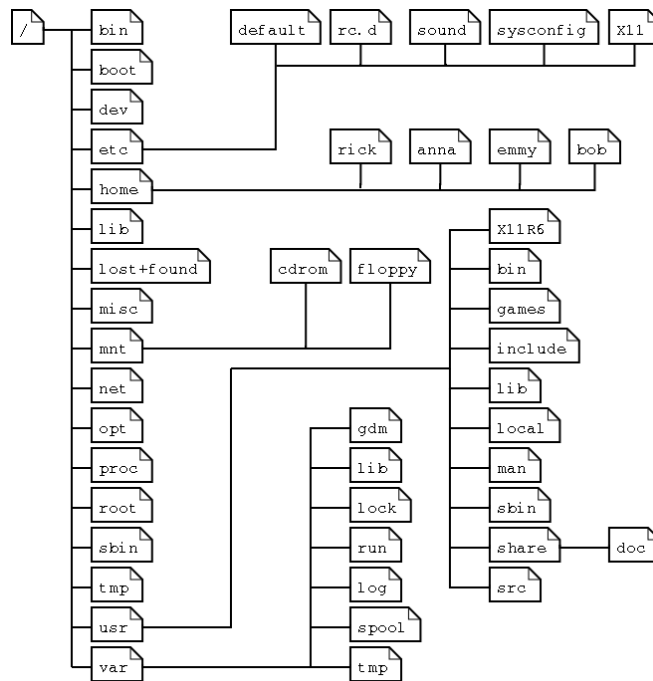 /
bin
default
rc.d
sound
sysconfig
X11
boot
dev
etc
rick
anna
emmy
bob
home
lib
X11R6
lost+found
cdrom
floppy
bin
misc
games
mnt
include
net
lib
opt
gdm
local
proc
lib
man
root
lock
sbin
sbin
run
share
doc
tmp
log
src
usr
spool
var
tmp